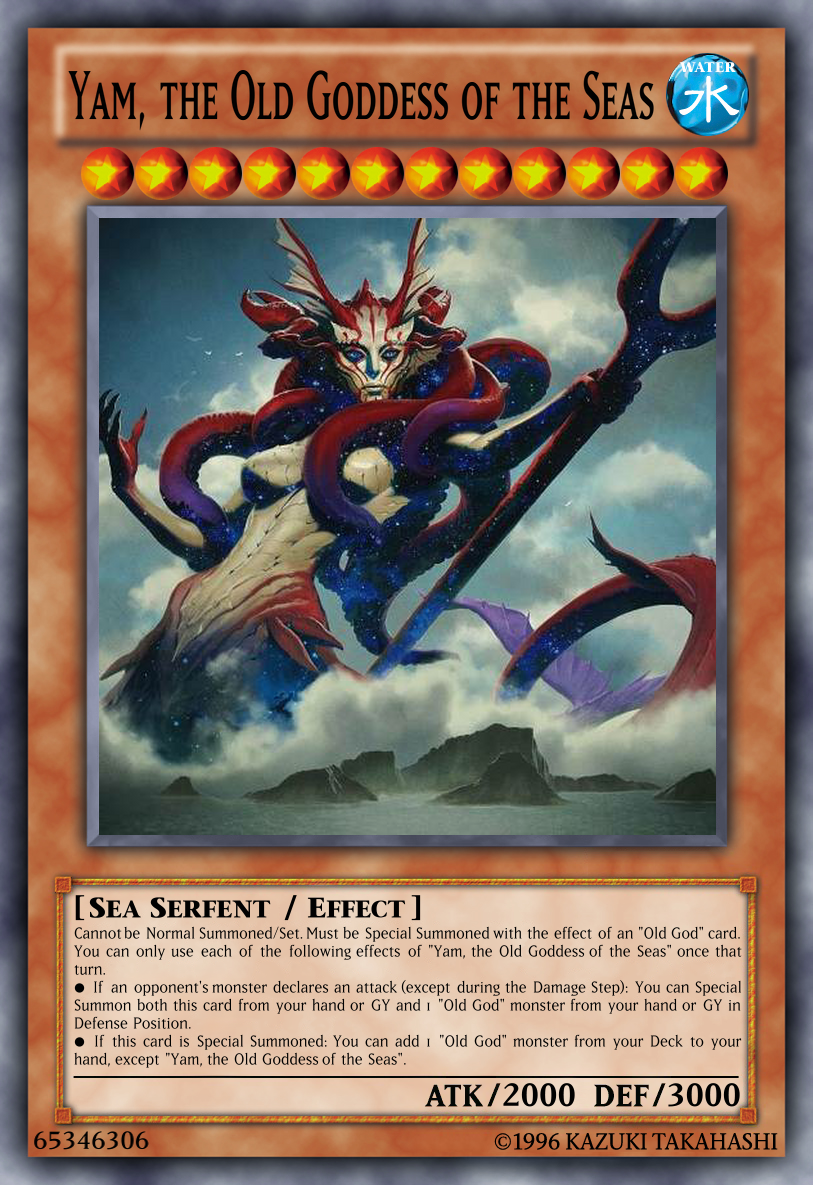 Yam, the Old Goddess of the Seas
WATER
水
[ Sea Serfent / Effect ]
Cannot be Normal Summoned/Set. Must be Special Summoned with the effect of an "Old God" card.
You can only use each of the following effects of "Yam, the Old Goddess of the Seas" once that
turn.
● If an opponent's monster declares an attack (except during the Damage Step): You can Special
Summon both this card from your hand or GY and 1 "Old God" monster from your hand or GY in
Defense Position.
● If this card is Special Summoned: You can add 1 "Old God" monster from your Deck to your
hand, except "Yam, the Old Goddess of the Seas".
ATK/2000 DEF/3000
65346306 ©1996 KAZUKI TAKAHASHI